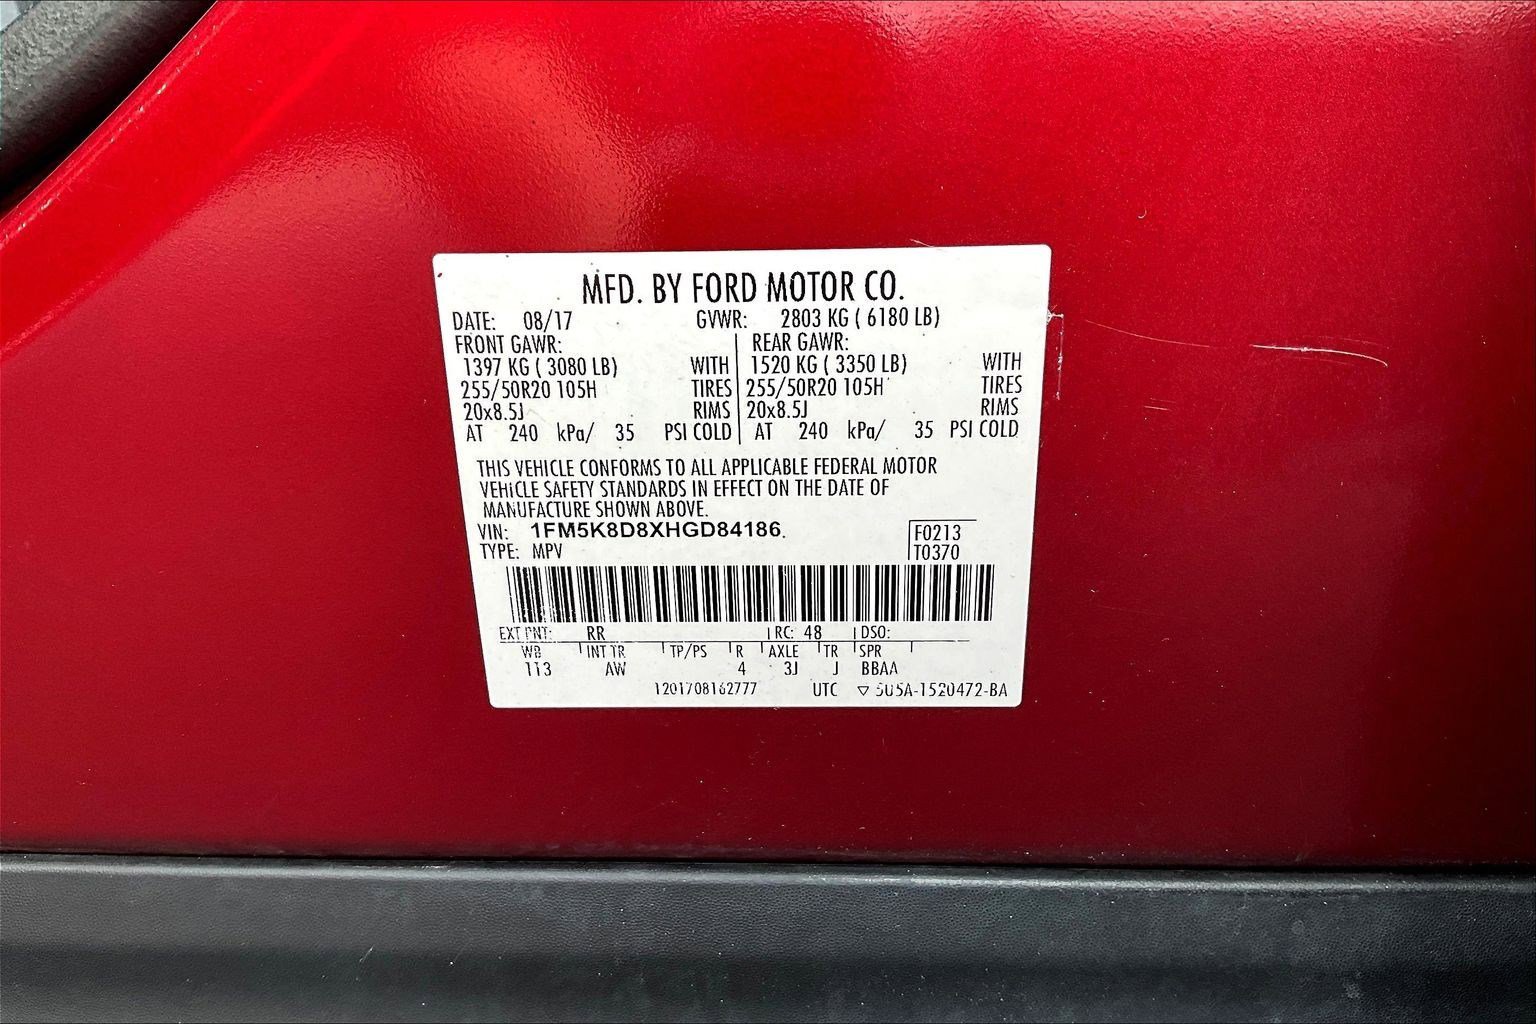 MFD. BY FORD MOTOR CO.
DATE: 08/17 GVWR: 2803 KG ( 6180 LB)
FRONT GAWR: REAR GAWR:
1397 KG ( 3080 LB) WITH 1520 KG ( 3350 LB) WITH
255/50R20 105H TIRES 255/50R20 105H TIRES
20x8.5J RIMS 20x8.5J RIMS
AT 240 kPa/ 35 PSI COLD AT 240 kPa/ 35 PSI COLD
THIS VEHICLE CONFORMS TO ALL APPLICABLE FEDERAL MOTOR
VEHICLE SAFETY STANDARDS IN EFFECT ON THE DATE OF
MANUFACTURE SHOWN ABOVE.
VIN: 1FM5K8D8XHGD84186 F0213
TYPE: MPV T0370
EXT PNT: RR RC: 48 DSO:
WB INT TR TP/PS R AXLE TR SPR
113 AW 4 3J J BBAA
1201708162777 UTC ▽ 5U5A-1520472-BA